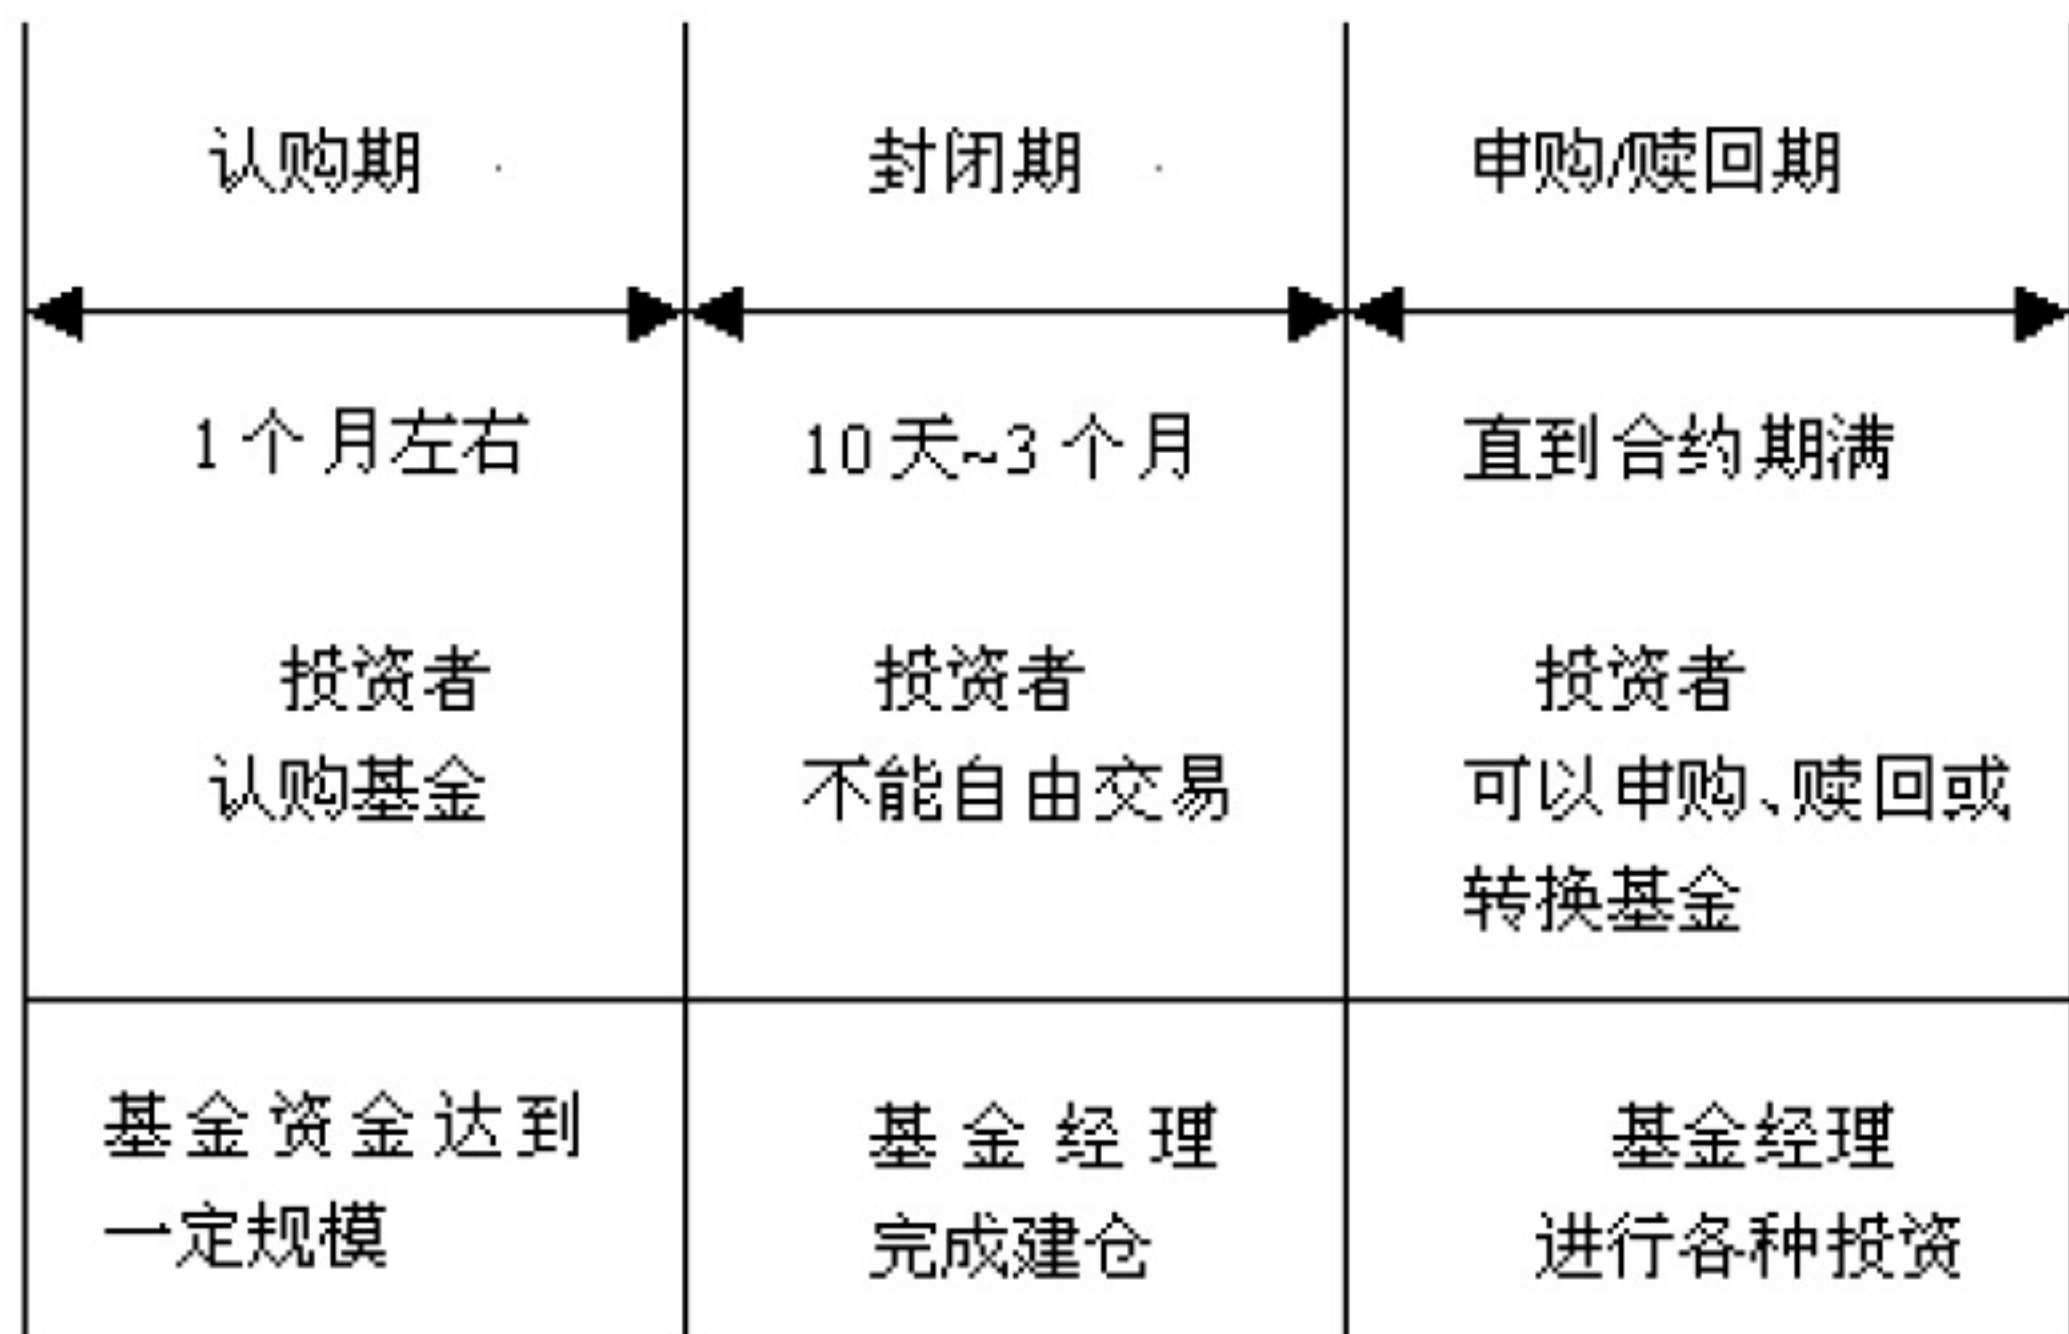 认购期
封闭期
申购/赎回期
1个月左右
10天~3个月
直到合约期满
投资者
认购基金
投资者
不能自由交易
投资者
可以申购、赎回或
转换基金
基金资金达到
一定规模
基金经理
完成建仓
基金经理
进行各种投资